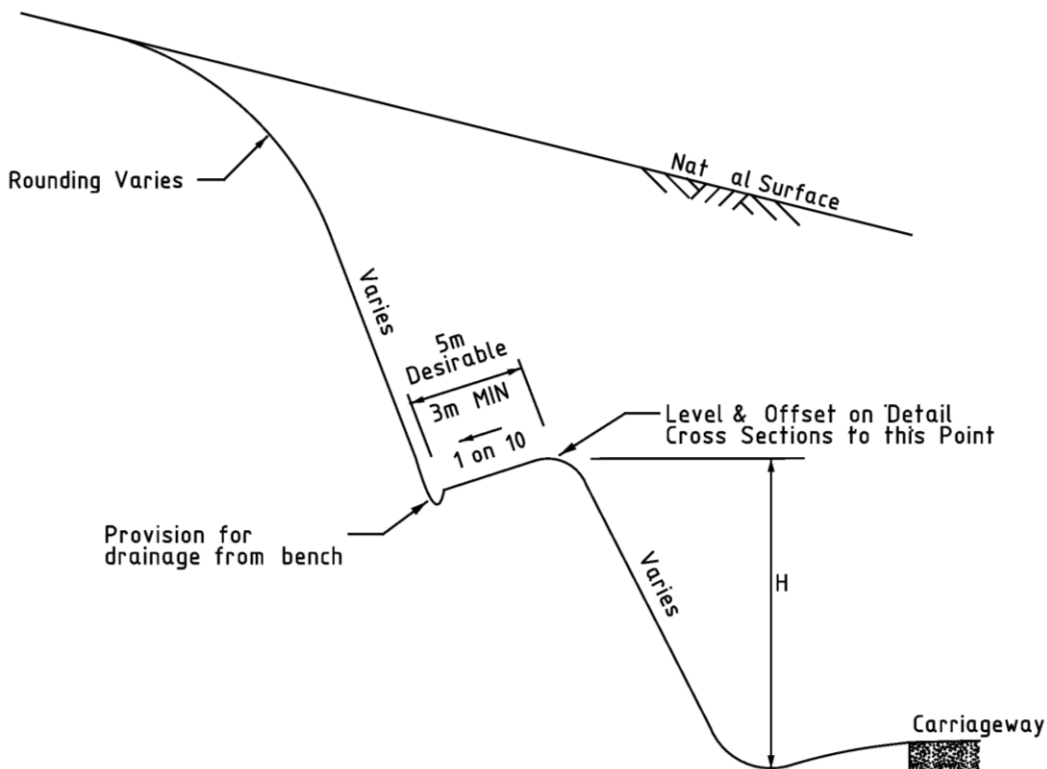 Nat al Surface
Rounding Varies
Varies
5m
Desirable
3m MIN
1 on 10
Level & Offset on Detail
Cross Sections to this Point
Provision for
drainage from bench
Varies
H
Carriageway